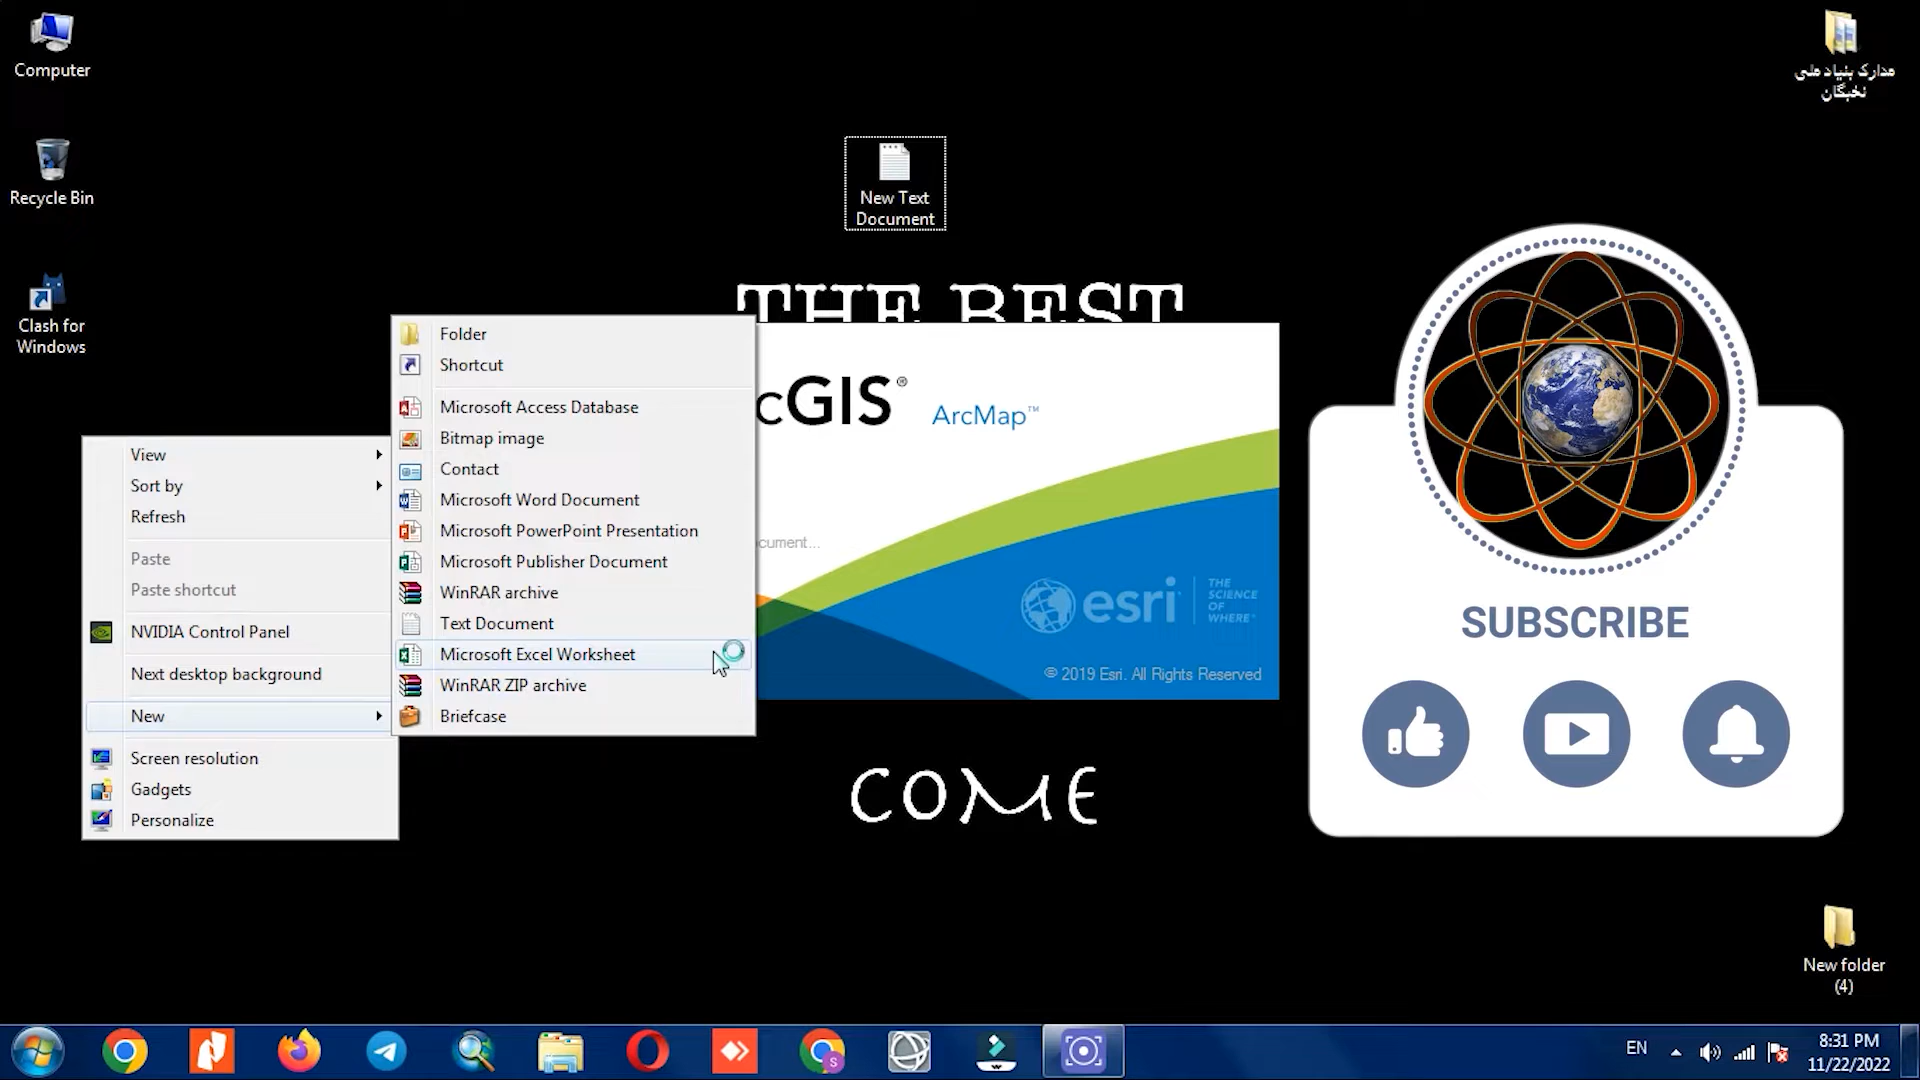 Computer
Recycle Bin
Clash for
Windows
New Text
Document
مدارک بنیاد ملی
نخبگان
THE BEST
Folder
Shortcut
Microsoft Access Database
Bitmap image
Contact
Microsoft Word Document
Microsoft PowerPoint Presentation
Microsoft Publisher Document
WinRAR archive
Text Document
Microsoft Excel Worksheet
WinRAR ZIP archive
Briefcase
View
Sort by
Refresh
Paste
Paste shortcut
NVIDIA Control Panel
Next desktop background
New
Screen resolution
Gadgets
Personalize
cGIS® ArcMap™
cument...
esri
THE
SCIENCE
OF
WHERE®
© 2019 Esri. All Rights Reserved
COME
SUBSCRIBE
New folder
(4)
S
W
EN
8:31 PM
11/22/2022